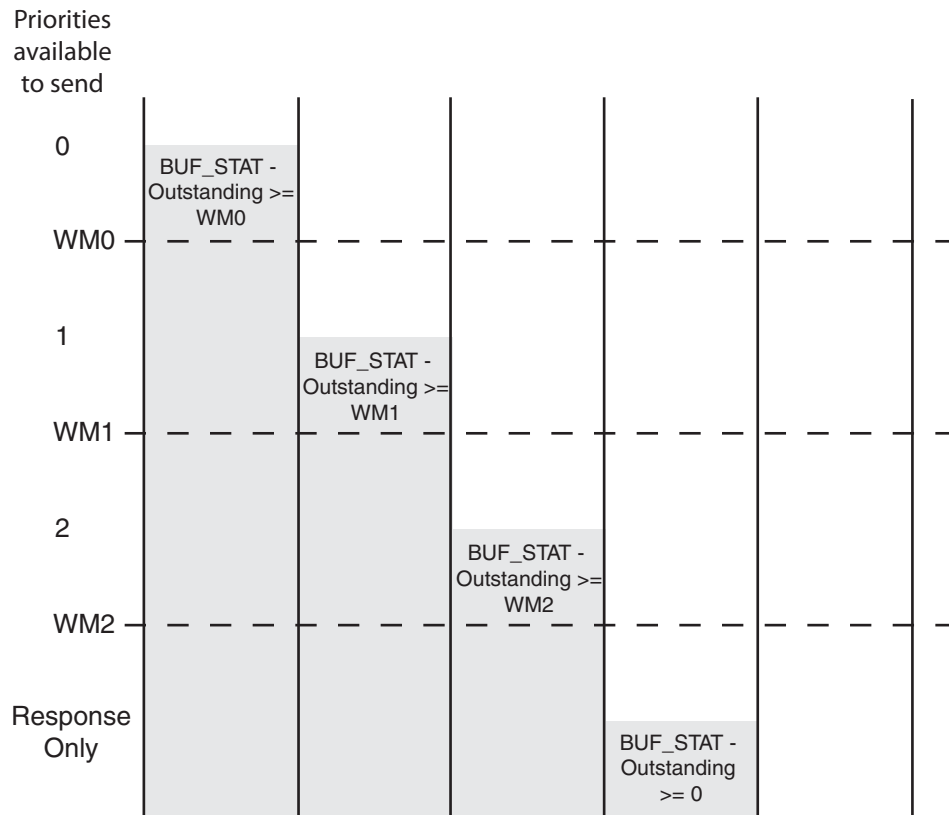 Priorities
available
to send
0
BUF_STAT -
Outstanding >=
WM0
WM0
1
BUF_STAT -
Outstanding >=
WM1
WM1
2
BUF_STAT -
Outstanding >=
WM2
WM2
Response
Only
BUF_STAT -
Outstanding
>= 0